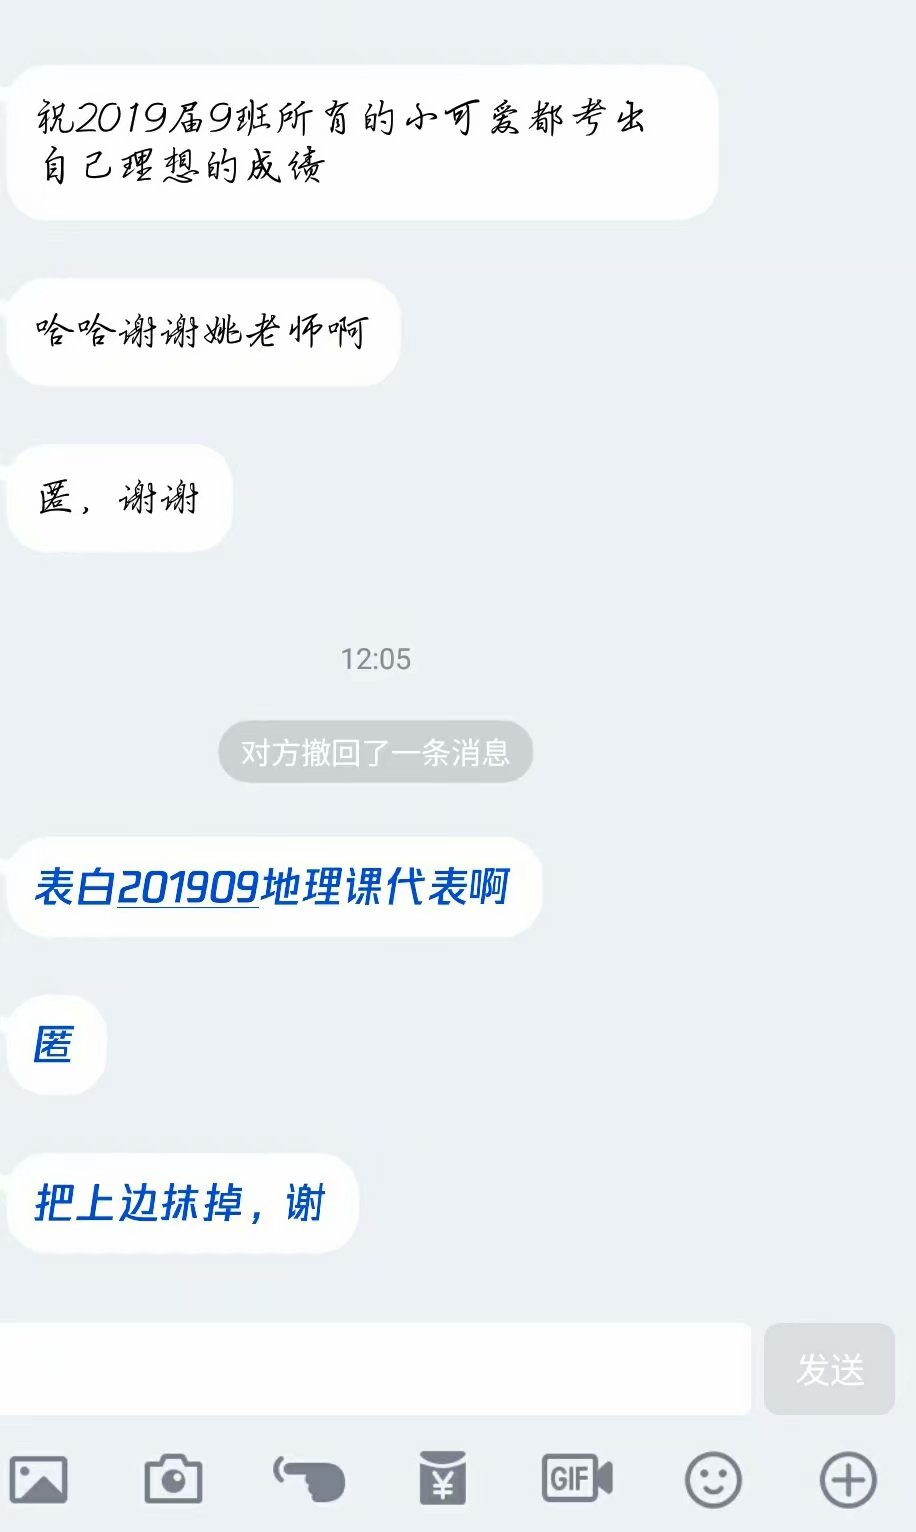 祝2019届9班所有的小可爱都考出
自己理想的成绩
哈哈谢谢姚老师啊
匿，谢谢
12:05
对方撤回了一条消息
表白201909地理课代表啊
匿
把上边抹掉，谢
发送
GIF